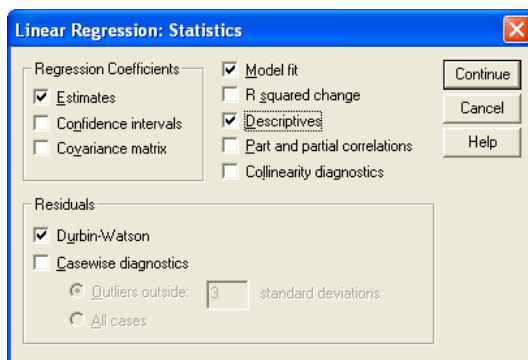 Linear Regression: Statistics
Regression Coefficients
Estimates
Confidence intervals
Covariance matrix
Model fit
R squared change
Descriptives
Part and partial correlations
Collinearity diagnostics
Continue
Cancel
Help
Residuals
Durbin-Watson
Casewise diagnostics
Outliers outside: 3 standard deviations
All cases